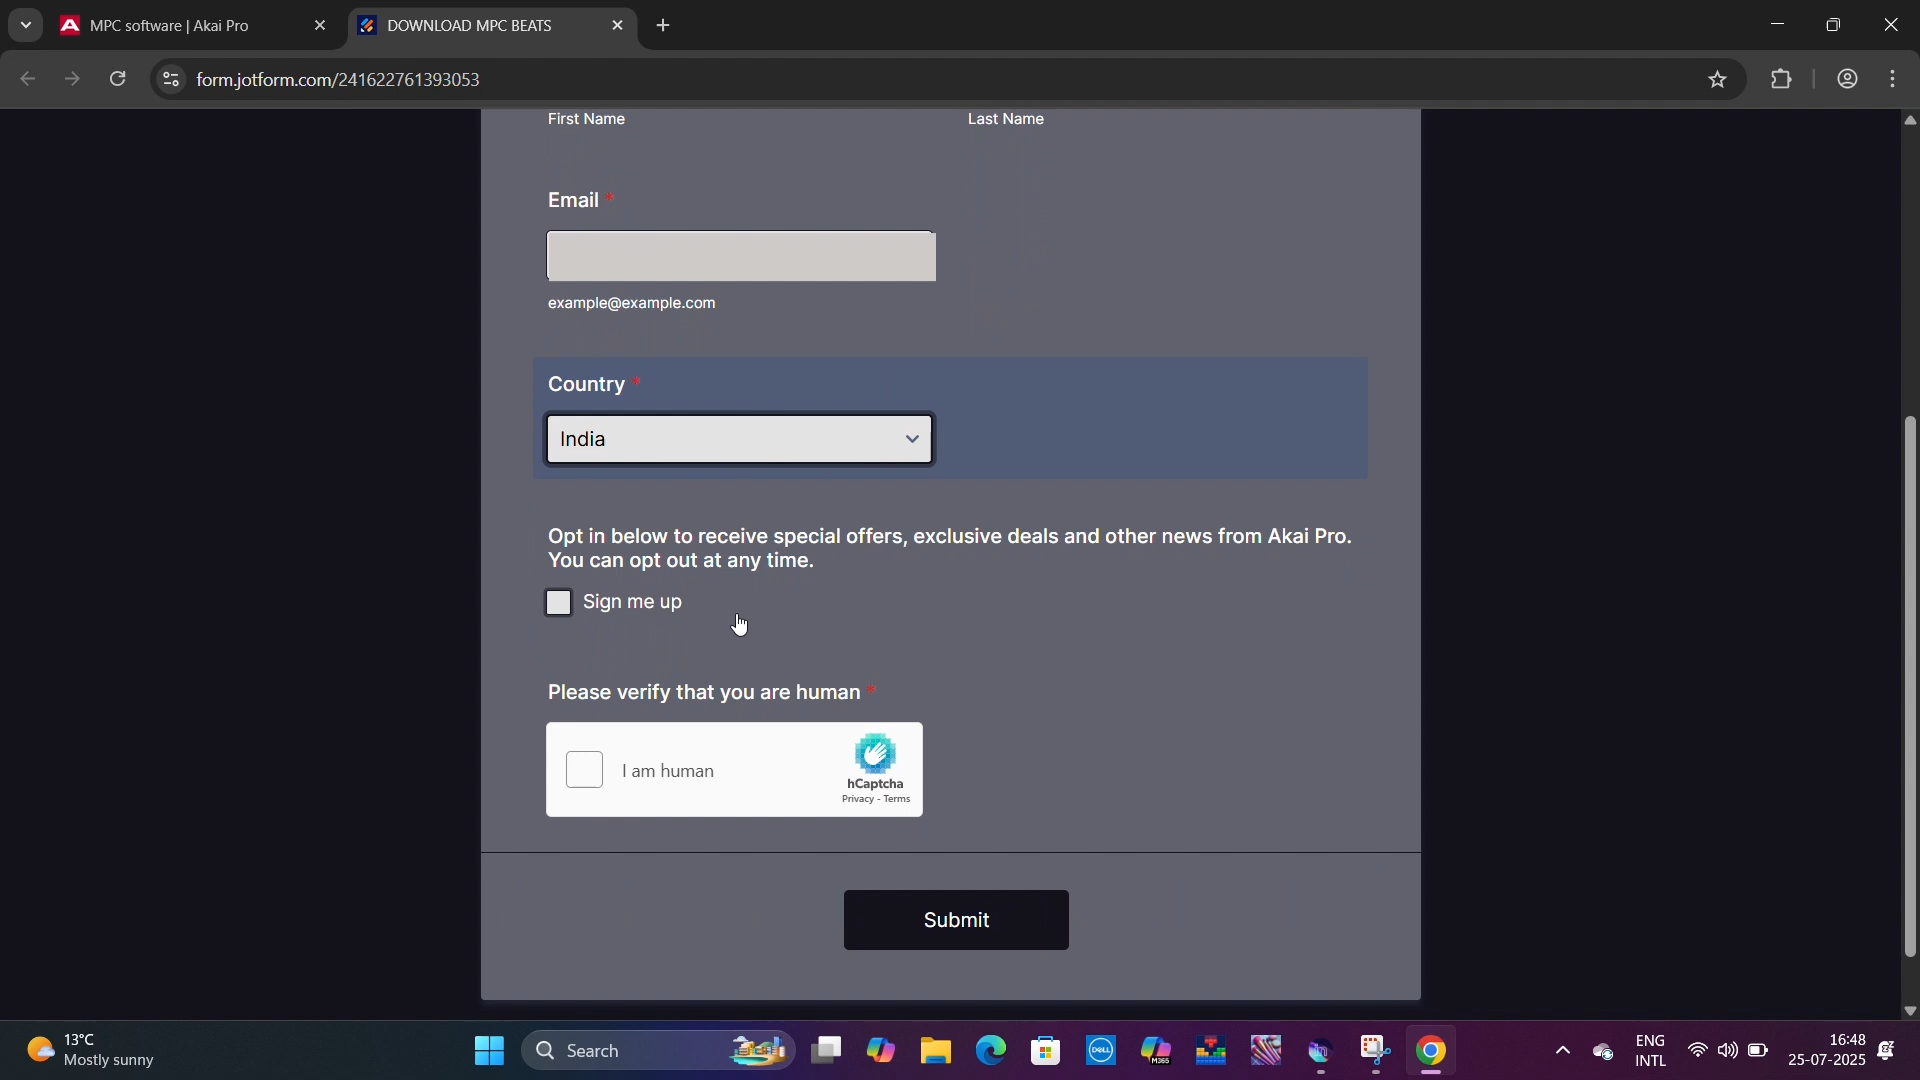 MPC software | Akai Pro
DOWNLOAD MPC BEATS
form.jotform.com/241622761393053
First Name
Last Name
Email *
example@example.com
Country *
India
Opt in below to receive special offers, exclusive deals and other news from Akai Pro.
You can opt out at any time.
Sign me up
Please verify that you are human *
I am human
hCaptcha
Privacy - Terms
Submit
13°C
Mostly sunny
Search
DELL
M365
ENG
INTL
16:48
25-07-2025